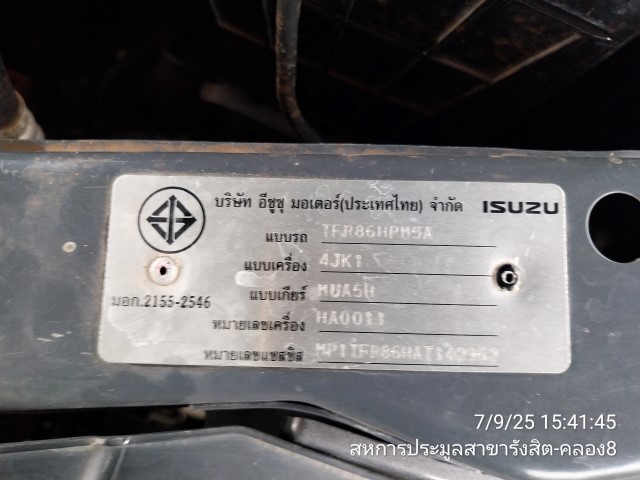 บริษัท อีซูซุ มอเตอร์(ประเทศไทย) จำกัด ISUZU
แบบรถ TFR86HPM5A
แบบเครื่อง 4JK1
แบบเกียร์ MUA5H
มอก.2155-2546
หมายเลขเครื่อง HA0011
หมายเลขแชสซีส
7/9/25 15:41:45
สหการประมูลสาขารังสิต-คลอง8